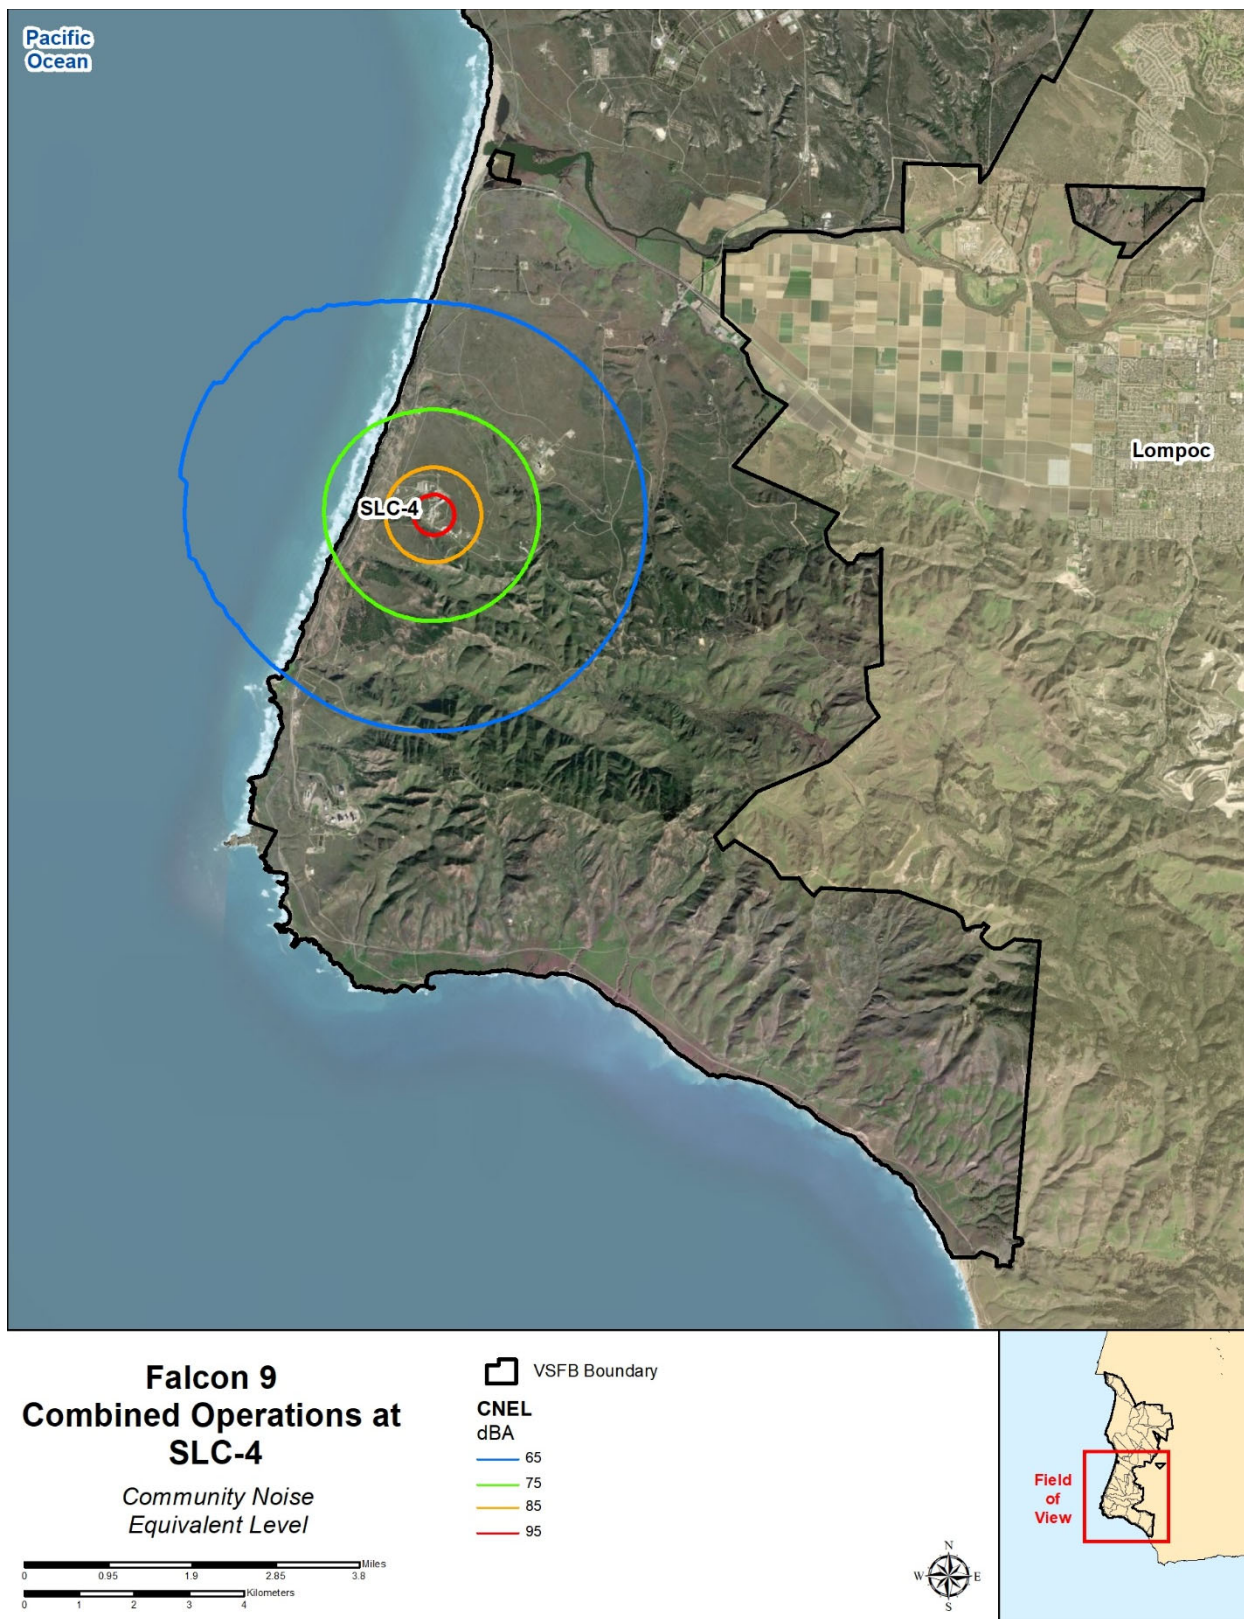 Pacific
Ocean
Lompoc
SLC-4
Falcon 9
Combined Operations at
SLC-4
Community Noise
Equivalent Level
0 0.95 1.9 2.85 3.8 Miles
0 1 2 3 4 Kilometers
VSFB Boundary
CNEL
dBA
65
75
85
95
N
W E
S
Field
of
View